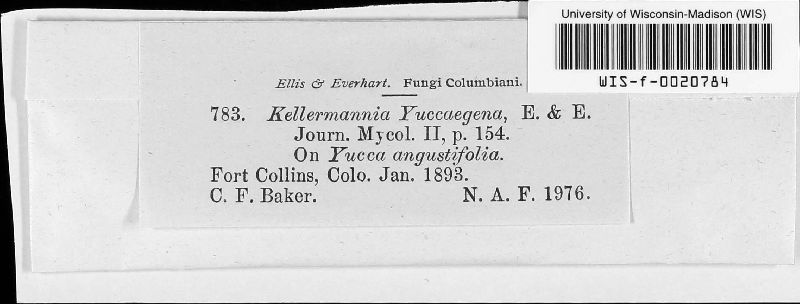 University of Wisconsin-Madison (WIS)
WIS-f-0020784
Ellis & Everhart. Fungi Columbiani.
783. Kellermannia Yuccaegena, E. & E.
Journ. Mycol. II, p. 154.
On Yucca angustifolia.
Fort Collins, Colo. Jan. 1893.
C. F. Baker. N. A. F. 1976.